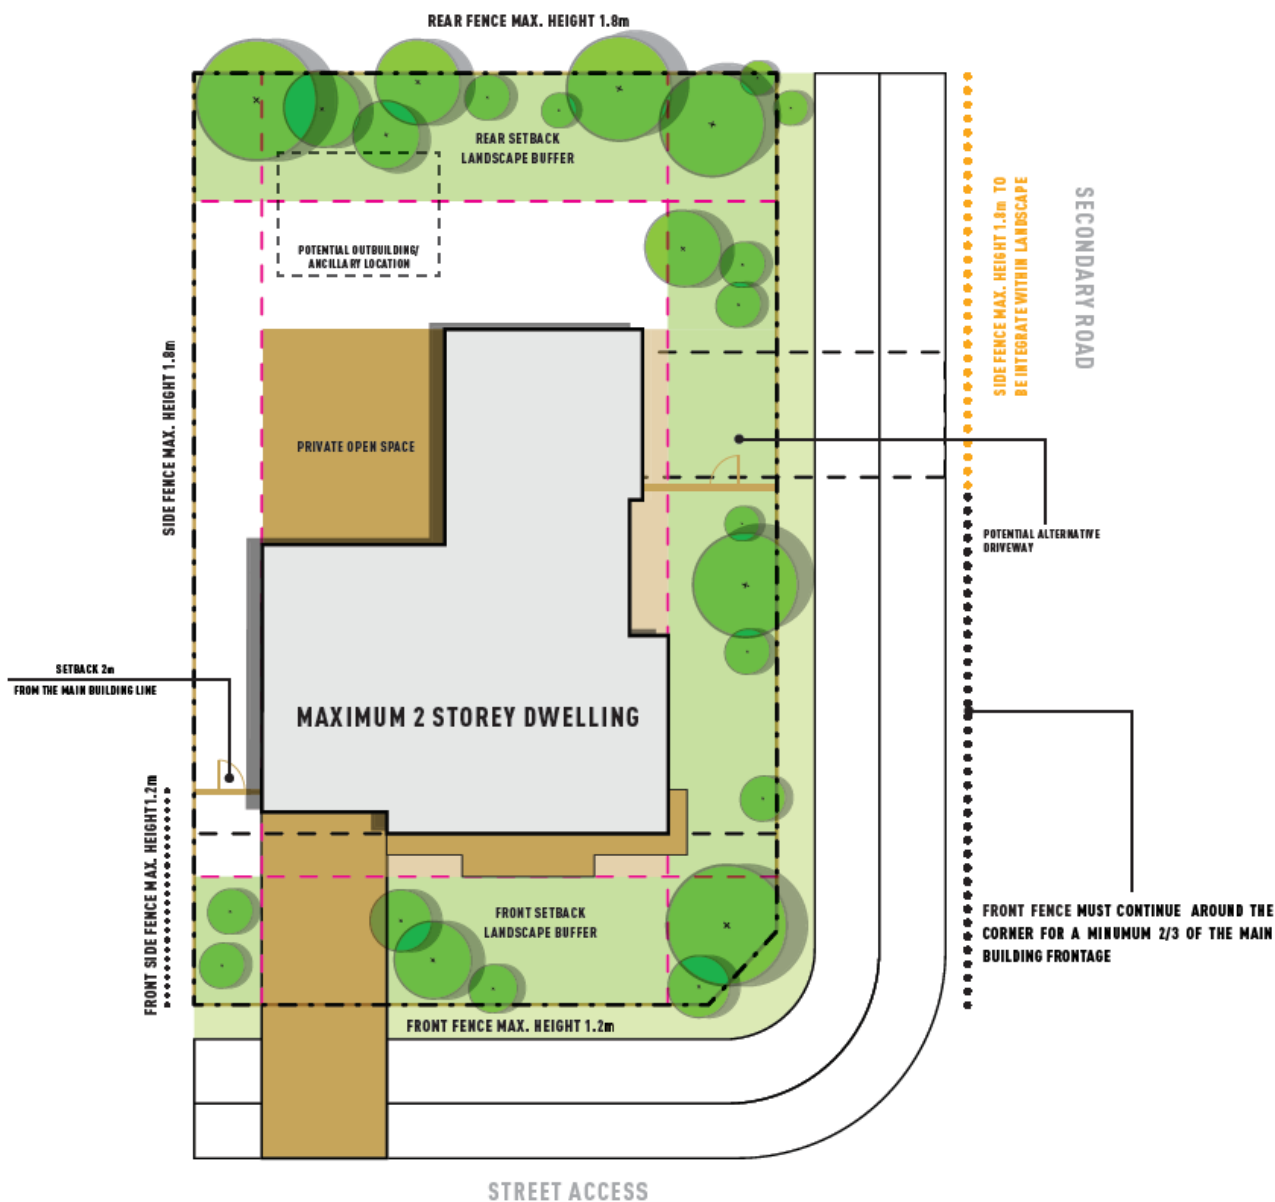 REAR FENCE MAX. HEIGHT 1.8m
REAR SETBACK
LANDSCAPE BUFFER
POTENTIAL OUTBUILDING/
ANCILLARY LOCATION
SIDE FENCE MAX. HEIGHT 1.8m TO
BE INTEGRATE WITHIN LANDSCAPE
SECONDARY ROAD
SIDE FENCE MAX. HEIGHT 1.8m
PRIVATE OPEN SPACE
POTENTIAL ALTERNATIVE
DRIVEWAY
SETBACK 2m
FROM THE MAIN BUILDING LINE
MAXIMUM 2 STOREY DWELLING
FRONT SIDE FENCE MAX. HEIGHT 1.2m
FRONT SETBACK
LANDSCAPE BUFFER
FRONT FENCE MUST CONTINUE AROUND THE
CORNER FOR A MINUMUM 2/3 OF THE MAIN
BUILDING FRONTAGE
FRONT FENCE MAX. HEIGHT 1.2m
STREET ACCESS